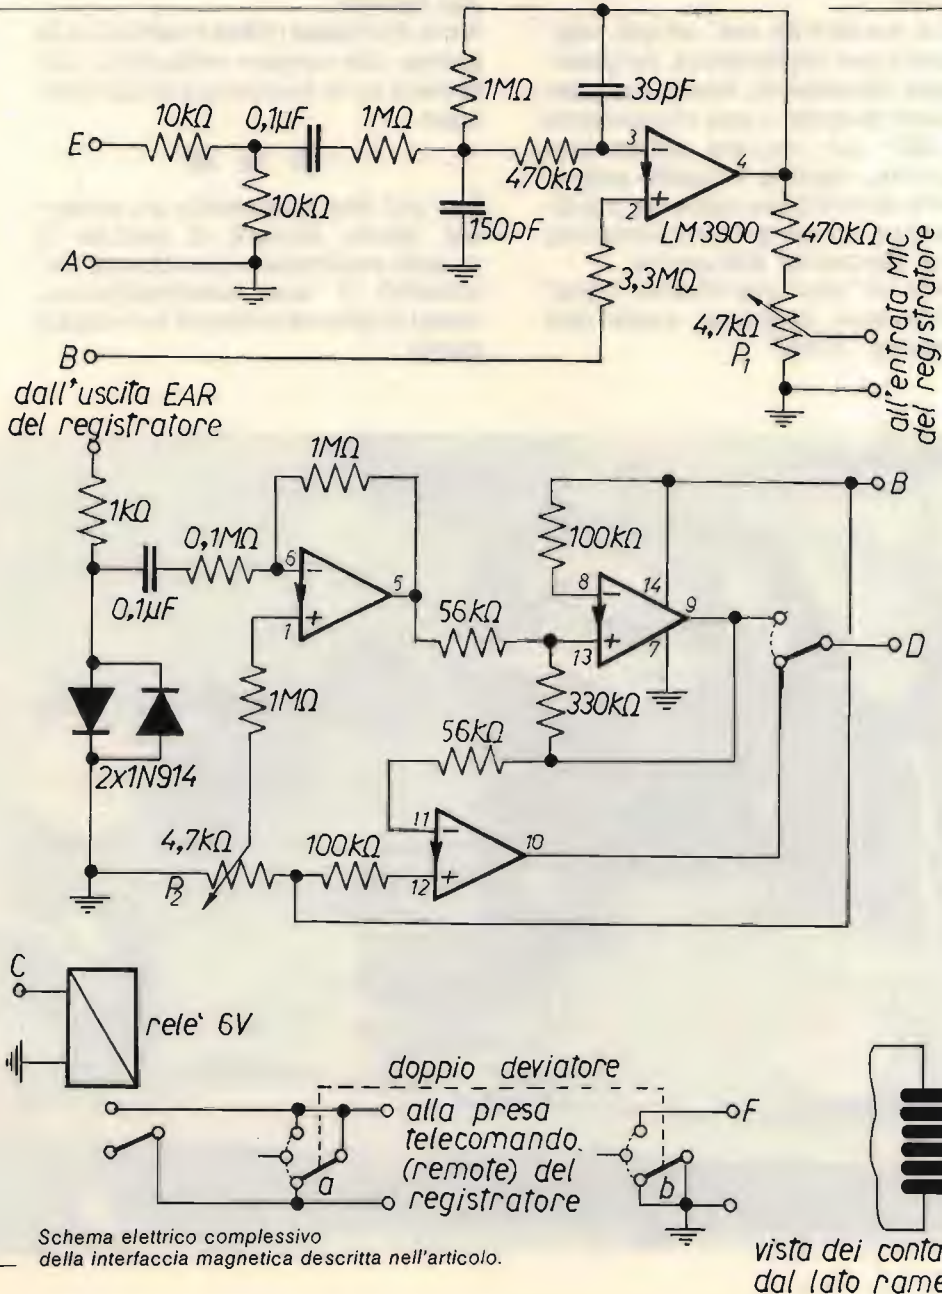 10kΩ
0,1µF
1MΩ
1MΩ
39pF
E
10kΩ
470kΩ
3
4
150pF
2
LM3900
470kΩ
A
3,3MΩ
4,7kΩ
P1
B
all'entrata MIC
del registratore
dall'uscita EAR
del registratore
1MΩ
1kΩ
0,1MΩ
6
5
0,1µF
1
100kΩ
8
14
9
B
56kΩ
13
7
D
1MΩ
330kΩ
56kΩ
2x1N914
11
10
4,7kΩ
100kΩ
12
P2
C
rele' 6V
doppio deviatore
alla presa
telecomando
(remote) del
registratore
a
F
b
Schema elettrico complessivo
della interfaccia magnetica descritta nell'articolo.
vista dei conta
dal lato rame